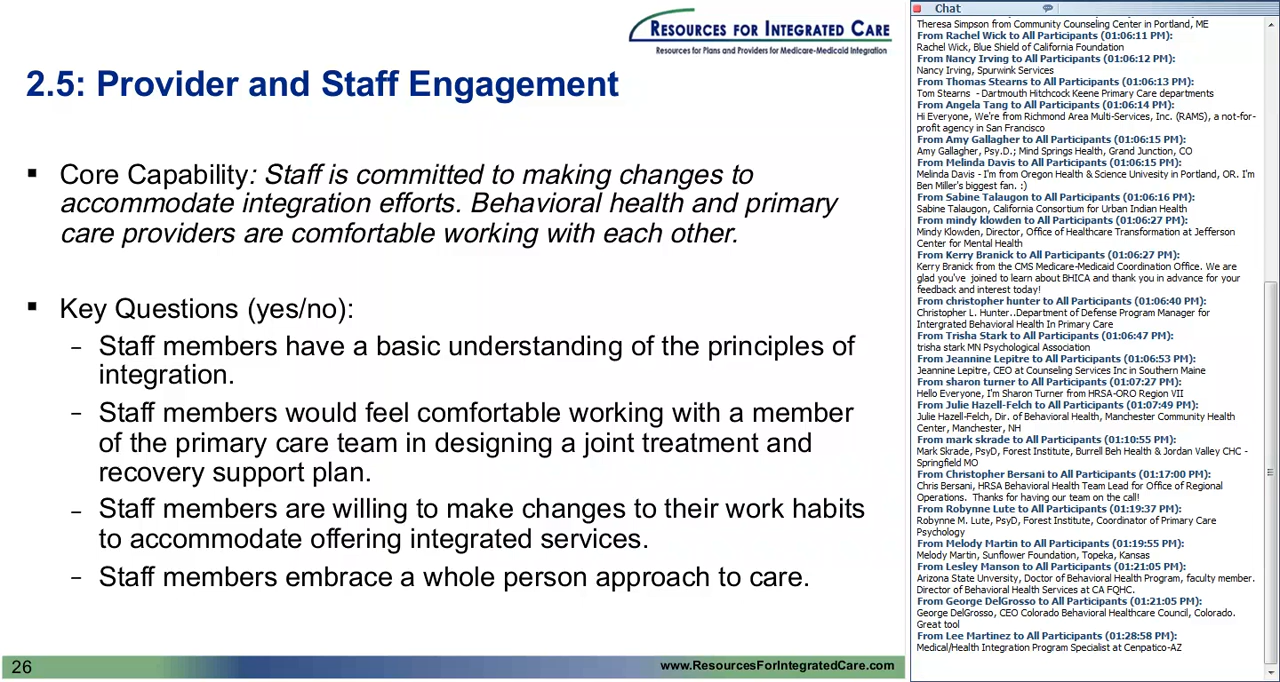 RESOURCES FOR INTEGRATED CARE
Resources for Plans and Providers for Medicare-Medicaid Integration
2.5: Provider and Staff Engagement
▪ Core Capability: Staff is committed to making changes to
accommodate integration efforts. Behavioral health and primary
care providers are comfortable working with each other.
▪ Key Questions (yes/no):
– Staff members have a basic understanding of the principles of
integration.
– Staff members would feel comfortable working with a member
of the primary care team in designing a joint treatment and
recovery support plan.
– Staff members are willing to make changes to their work habits
to accommodate offering integrated services.
– Staff members embrace a whole person approach to care.
26
www.ResourcesForIntegratedCare.com
Chat
Theresa Simpson from Community Counseling Center in Portland, ME
From Rachel Wick to All Participants (01:06:11 PM):
Rachel Wick, Blue Shield of California Foundation
From Nancy Irving to All Participants (01:06:12 PM):
Nancy Irving, Spurwink Services
From Thomas Stearns to All Participants (01:06:13 PM):
Tom Stearns - Dartmouth Hitchcock Keene Primary Care departments
From Angela Tang to All Participants (01:06:14 PM):
Hi Everyone, We're from Richmond Area Multi-Services, Inc. (RAMS), a not-for-
profit agency in San Francisco
From Amy Gallagher to All Participants (01:06:15 PM):
Amy Gallagher, Psy.D.; Mind Springs Health, Grand Junction, CO
From Melinda Davis to All Participants (01:06:15 PM):
Melinda Davis - I'm from Oregon Health & Science Univesity in Portland, OR. I'm
Ben Miller's biggest fan. :)
From Sabine Talaugon to All Participants (01:06:16 PM):
Sabine Talaugon, California Consortium for Urban Indian Health
From mindy klowden to All Participants (01:06:27 PM):
Mindy Klowden, Director, Office of Healthcare Transformation at Jefferson
Center for Mental Health
From Kerry Branick to All Participants (01:06:27 PM):
Kerry Branick from the CMS Medicare-Medicaid Coordination Office. We are
glad you've joined to learn about BHICA and thank you in advance for your
feedback and interest today!
From christopher hunter to All Participants (01:06:40 PM):
Christopher L. Hunter..Department of Defense Program Manager for
Intergrated Behavioral Health In Primary Care
From Trisha Stark to All Participants (01:06:47 PM):
trisha stark MN Psychological Association
From Jeannine Lepitre to All Participants (01:06:53 PM):
Jeannine Lepitre, CEO at Counseling Services Inc in Southern Maine
From sharon turner to All Participants (01:07:27 PM):
Hello Everyone, I'm Sharon Turner from HRSA-ORO Region VII
From Julie Hazell-Felch to All Participants (01:07:49 PM):
Julie Hazell-Felch, Dir. of Behavioral Health, Manchester Community Health
Center, Manchester, NH
From mark skrade to All Participants (01:10:55 PM):
Mark Skrade, PsyD, Forest Institute, Burrell Beh Health & Jordan Valley CHC -
Springfield MO
From Christopher Bersani to All Participants (01:17:00 PM):
Chris Bersani, HRSA Behavioral Health Team Lead for Office of Regional
Operations. Thanks for having our team on the call!
From Robynne Lute to All Participants (01:19:37 PM):
Robynne M. Lute, PsyD, Forest Institute, Coordinator of Primary Care
Psychology
From Melody Martin to All Participants (01:19:55 PM):
Melody Martin, Sunflower Foundation, Topeka, Kansas
From Lesley Manson to All Participants (01:21:05 PM):
Arizona State Unversity, Doctor of Behavioral Health Program, faculty member.
Director of Behavioral Health Services at CA FQHC.
From George DelGrosso to All Participants (01:21:05 PM):
George DelGrosso, CEO Colorado Behavioral Healthcare Council, Colorado.
Great tool
From Lee Martinez to All Participants (01:28:58 PM):
Medical/Health Integration Program Specialist at Cenpatico-AZ